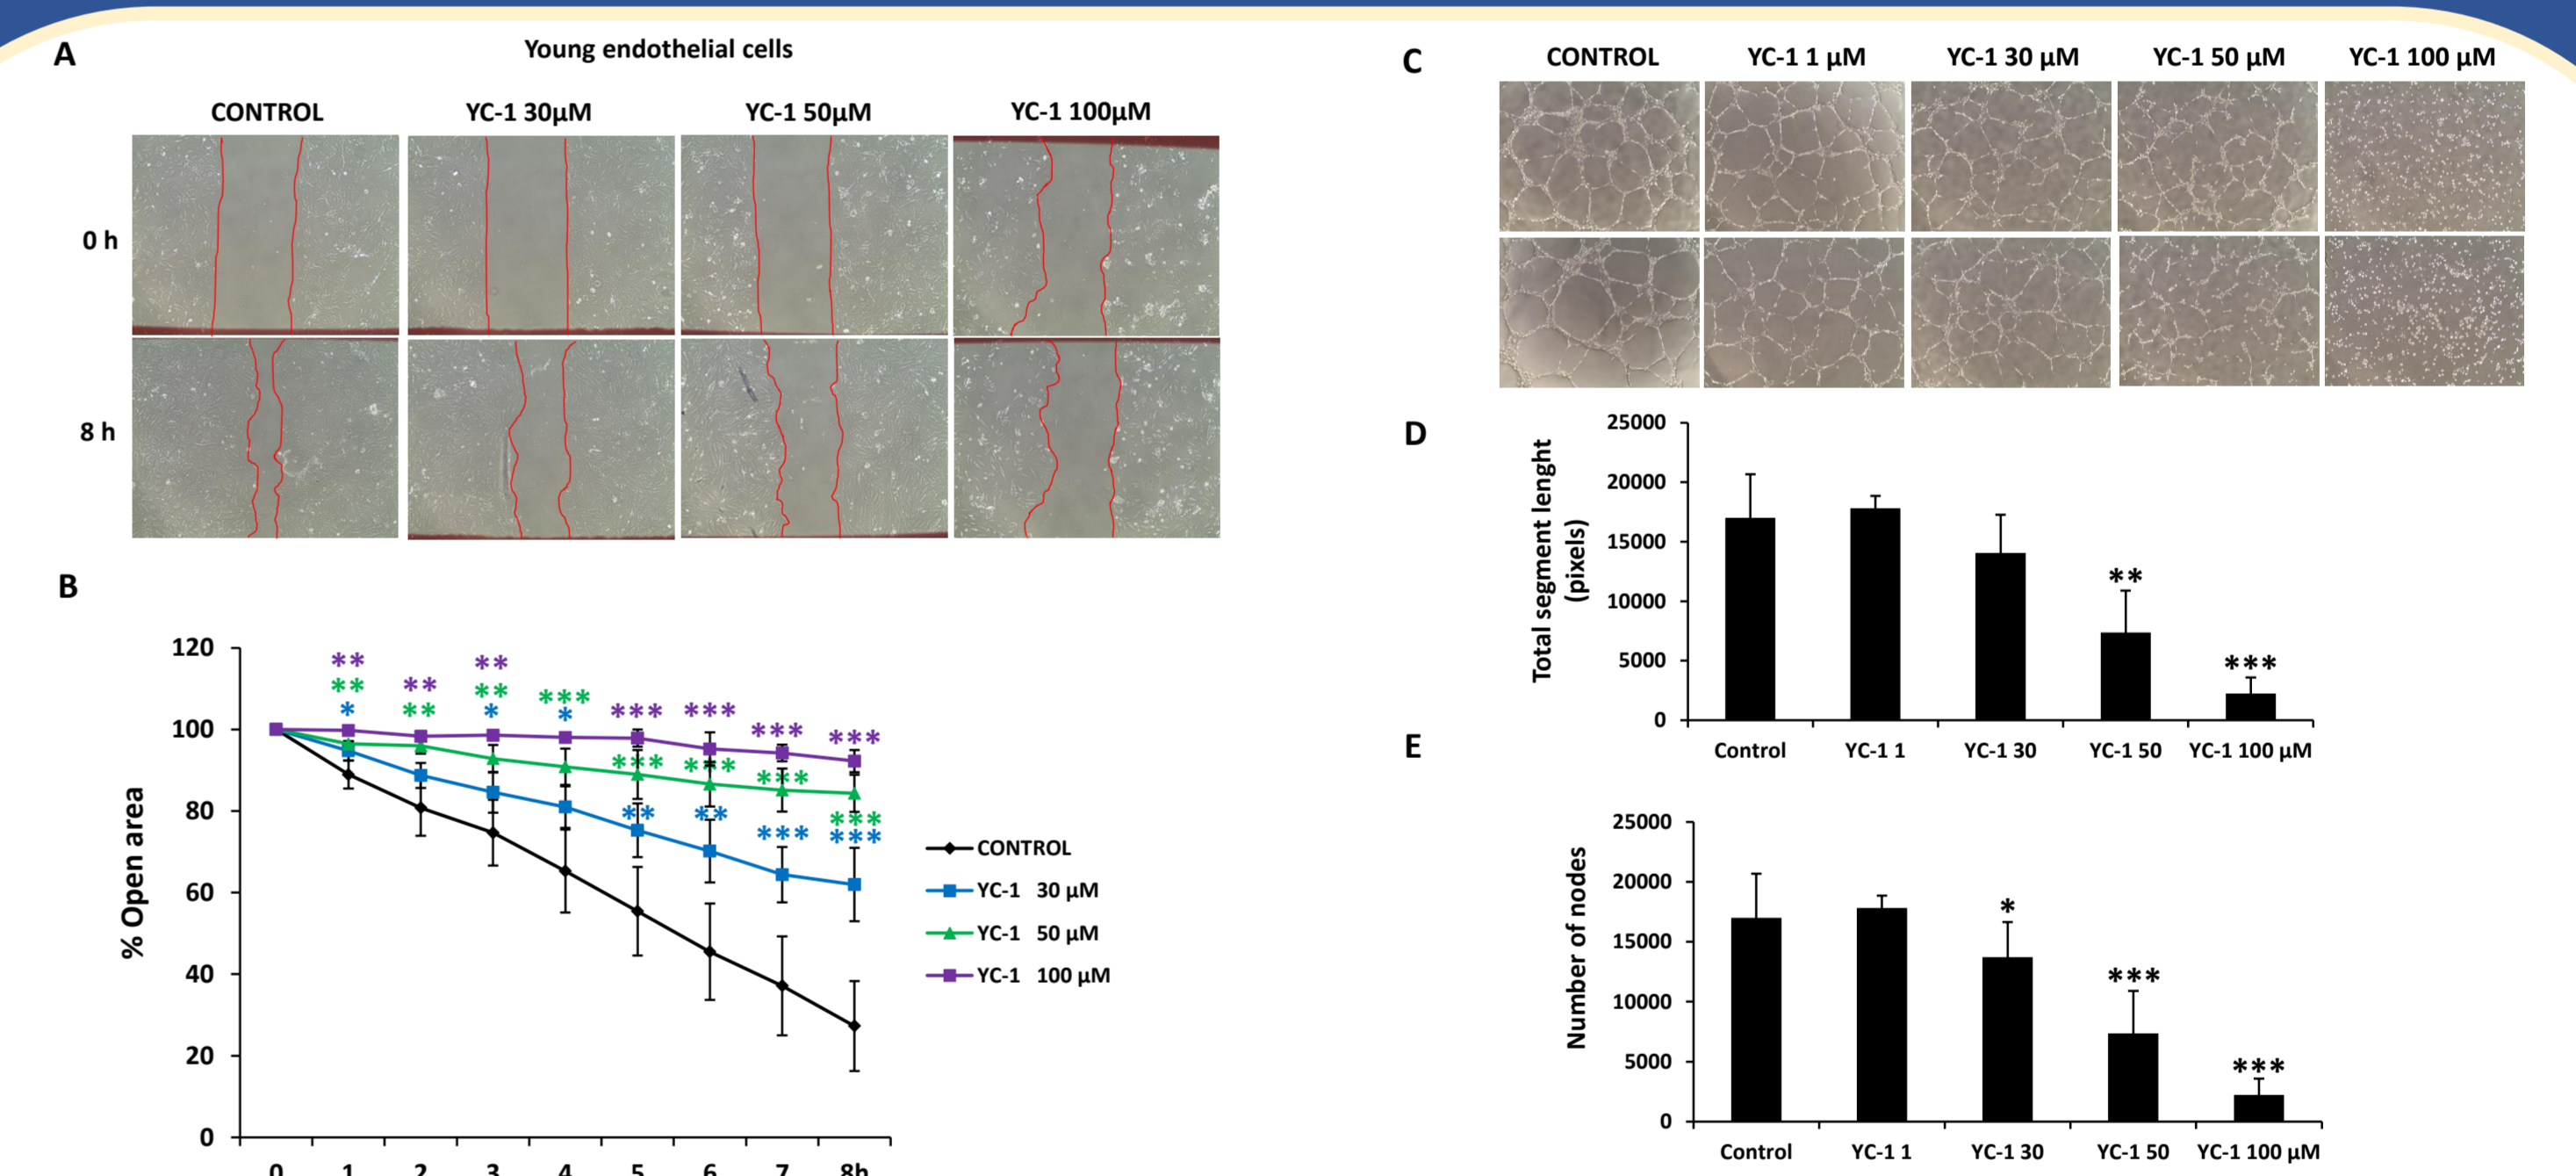 A
Young endothelial cells
CONTROL
YC-1 30µM
YC-1 50µM
YC-1 100µM
0 h
8 h
B
% Open area
120
100
80
60
40
20
0
**
**
*
**
**
**
**
*
***
*
***
***
**
***
***
**
***
***
***
***
***
***
CONTROL
YC-1 30 µM
YC-1 50 µM
YC-1 100 µM
0 1 2 3 4 5 6 7 8h
C
CONTROL
YC-1 1 µM
YC-1 30 µM
YC-1 50 µM
YC-1 100 µM
D
Total segment lenght
(pixels)
25000
20000
15000
10000
5000
0
**
***
Control YC-1 1 YC-1 30 YC-1 50 YC-1 100 µM
E
Number of nodes
25000
20000
15000
10000
5000
0
*
***
***
Control YC-1 1 YC-1 30 YC-1 50 YC-1 100 µM